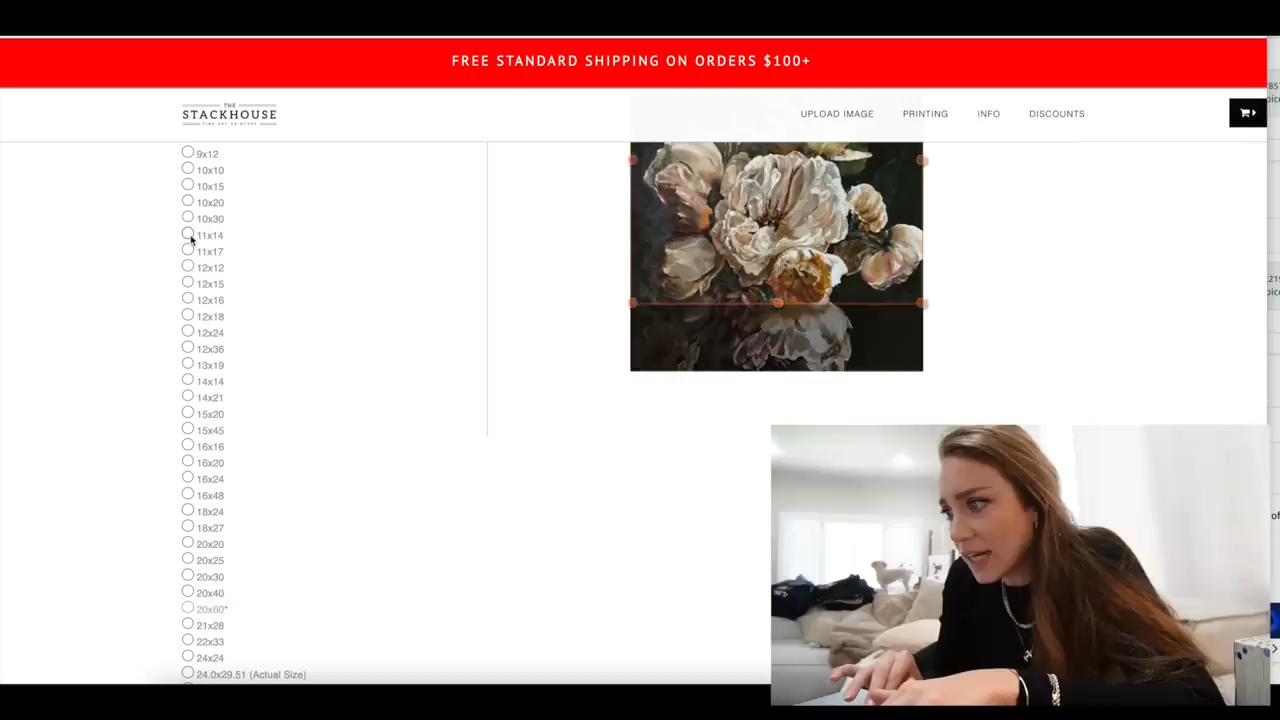 FREE STANDARD SHIPPING ON ORDERS $100+
THE
STACKHOUSE
UPLOAD IMAGE
PRINTING
INFO
DISCOUNTS
9x12
10x10
10x15
10x20
10x30
11x14
11x17
12x12
12x15
12x16
12x18
12x24
12x36
13x19
14x14
14x21
15x20
15x45
16x16
16x20
16x24
16x48
18x24
18x27
20x20
20x25
20x30
20x40
20x60*
21x28
22x33
24x24
24.0x29.51 (Actual Size)